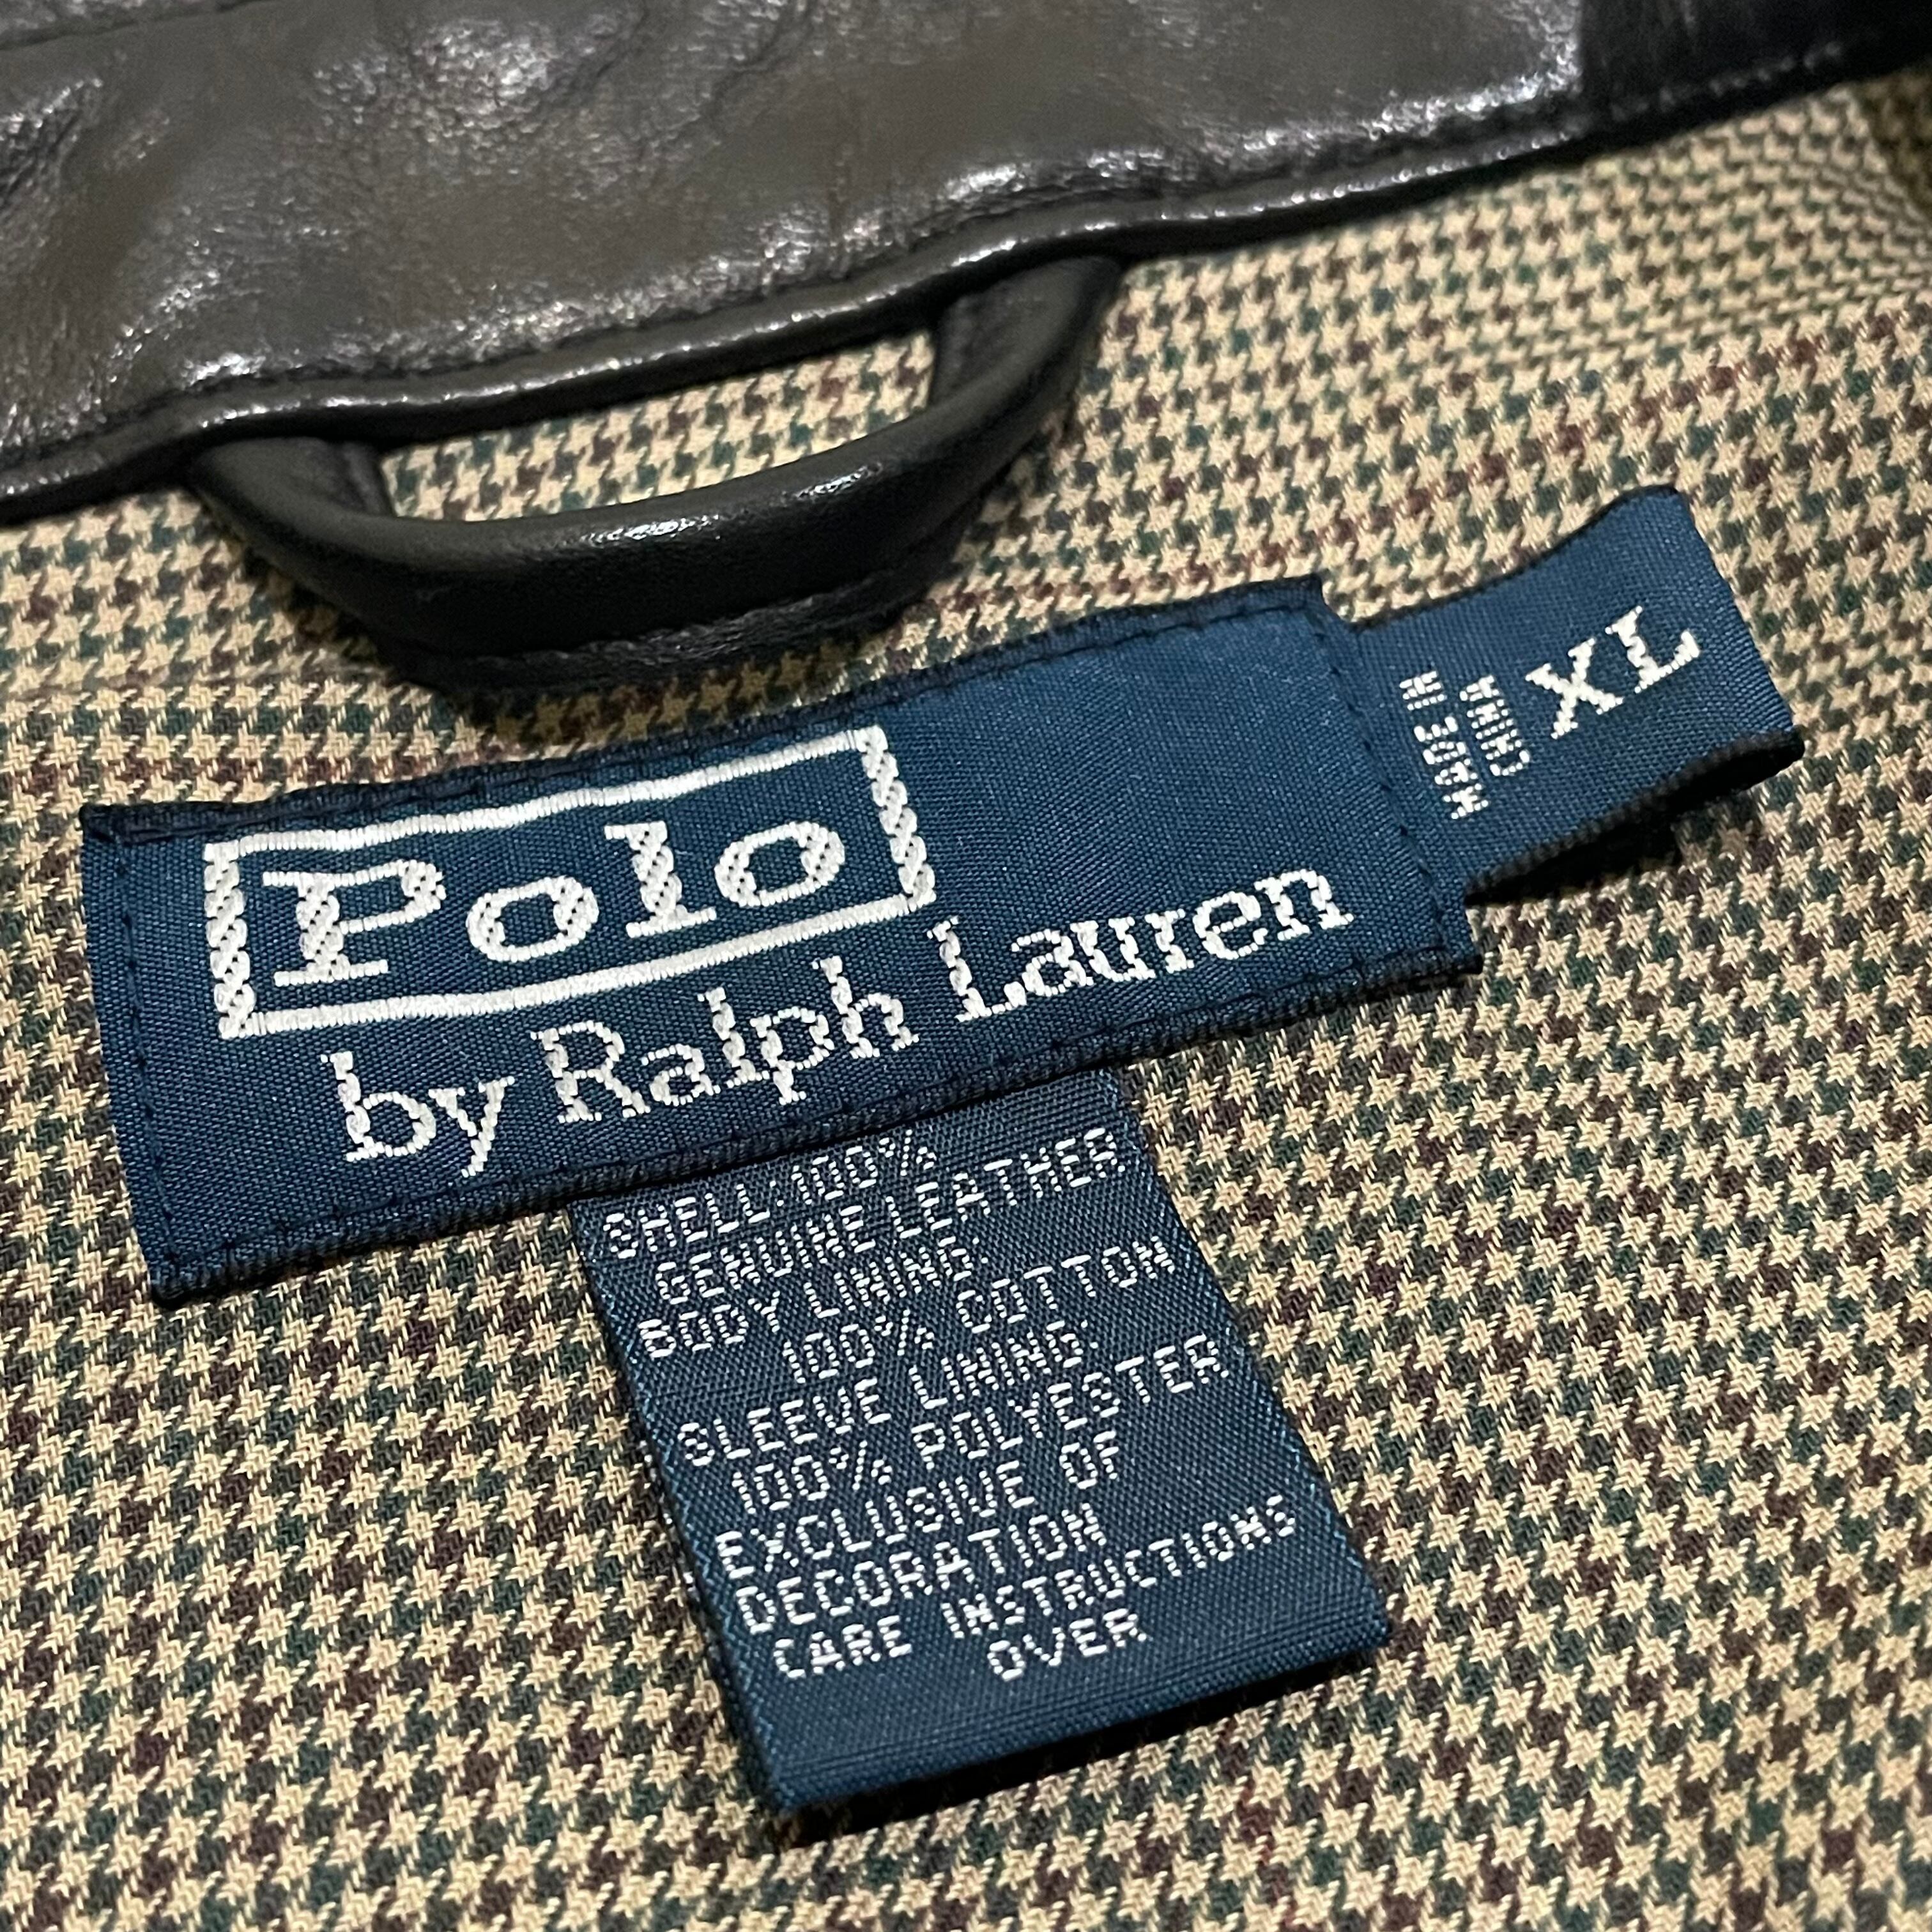 Polo
by Ralph Lauren
MADE IN
CHINA
XL
SHELL:100%
GENUINE LEATHER
BODY LINING:
100% COTTON
SLEEVE LINING:
100% POLYESTER
EXCLUSIVE OF
DECORATION
CARE INSTRUCTIONS
OVER